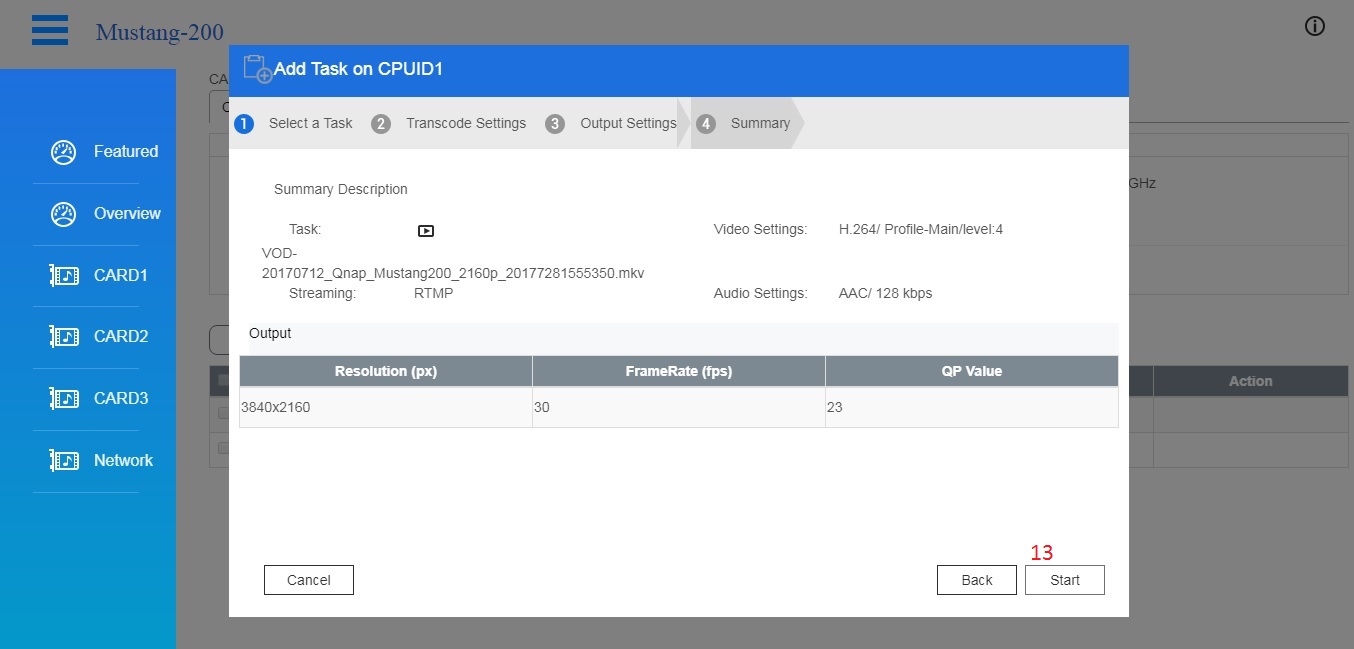 Mustang-200
Add Task on CPUID1
CA
C
1 Select a Task 2 Transcode Settings 3 Output Settings 4 Summary
Featured
Overview
CARD1
CARD2
CARD3
Network
GHz
Summary Description
Task: Video Settings: H.264/ Profile-Main/level:4
VOD-
20170712_Qnap_Mustang200_2160p_20177281555350.mkv
Streaming: RTMP Audio Settings: AAC/ 128 kbps
Output
Resolution (px) FrameRate (fps) QP Value
3840x2160 30 23
Action
13
Cancel Back Start